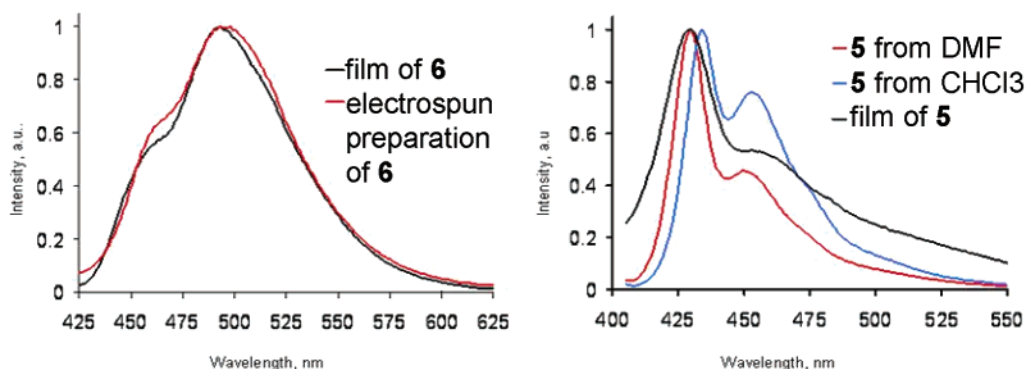 1
0.8
0.6
0.4
0.2
0
Intensity, a.u..
film of 6
electrospun
preparation
of 6
425 450 475 500 525 550 575 600 625
Wavelength, nm
1
0.8
0.6
0.4
0.2
0
Intensity, a.u.
5 from DMF
5 from CHCl3
film of 5
400 425 430 475 500 525 550
Wavelength, nm